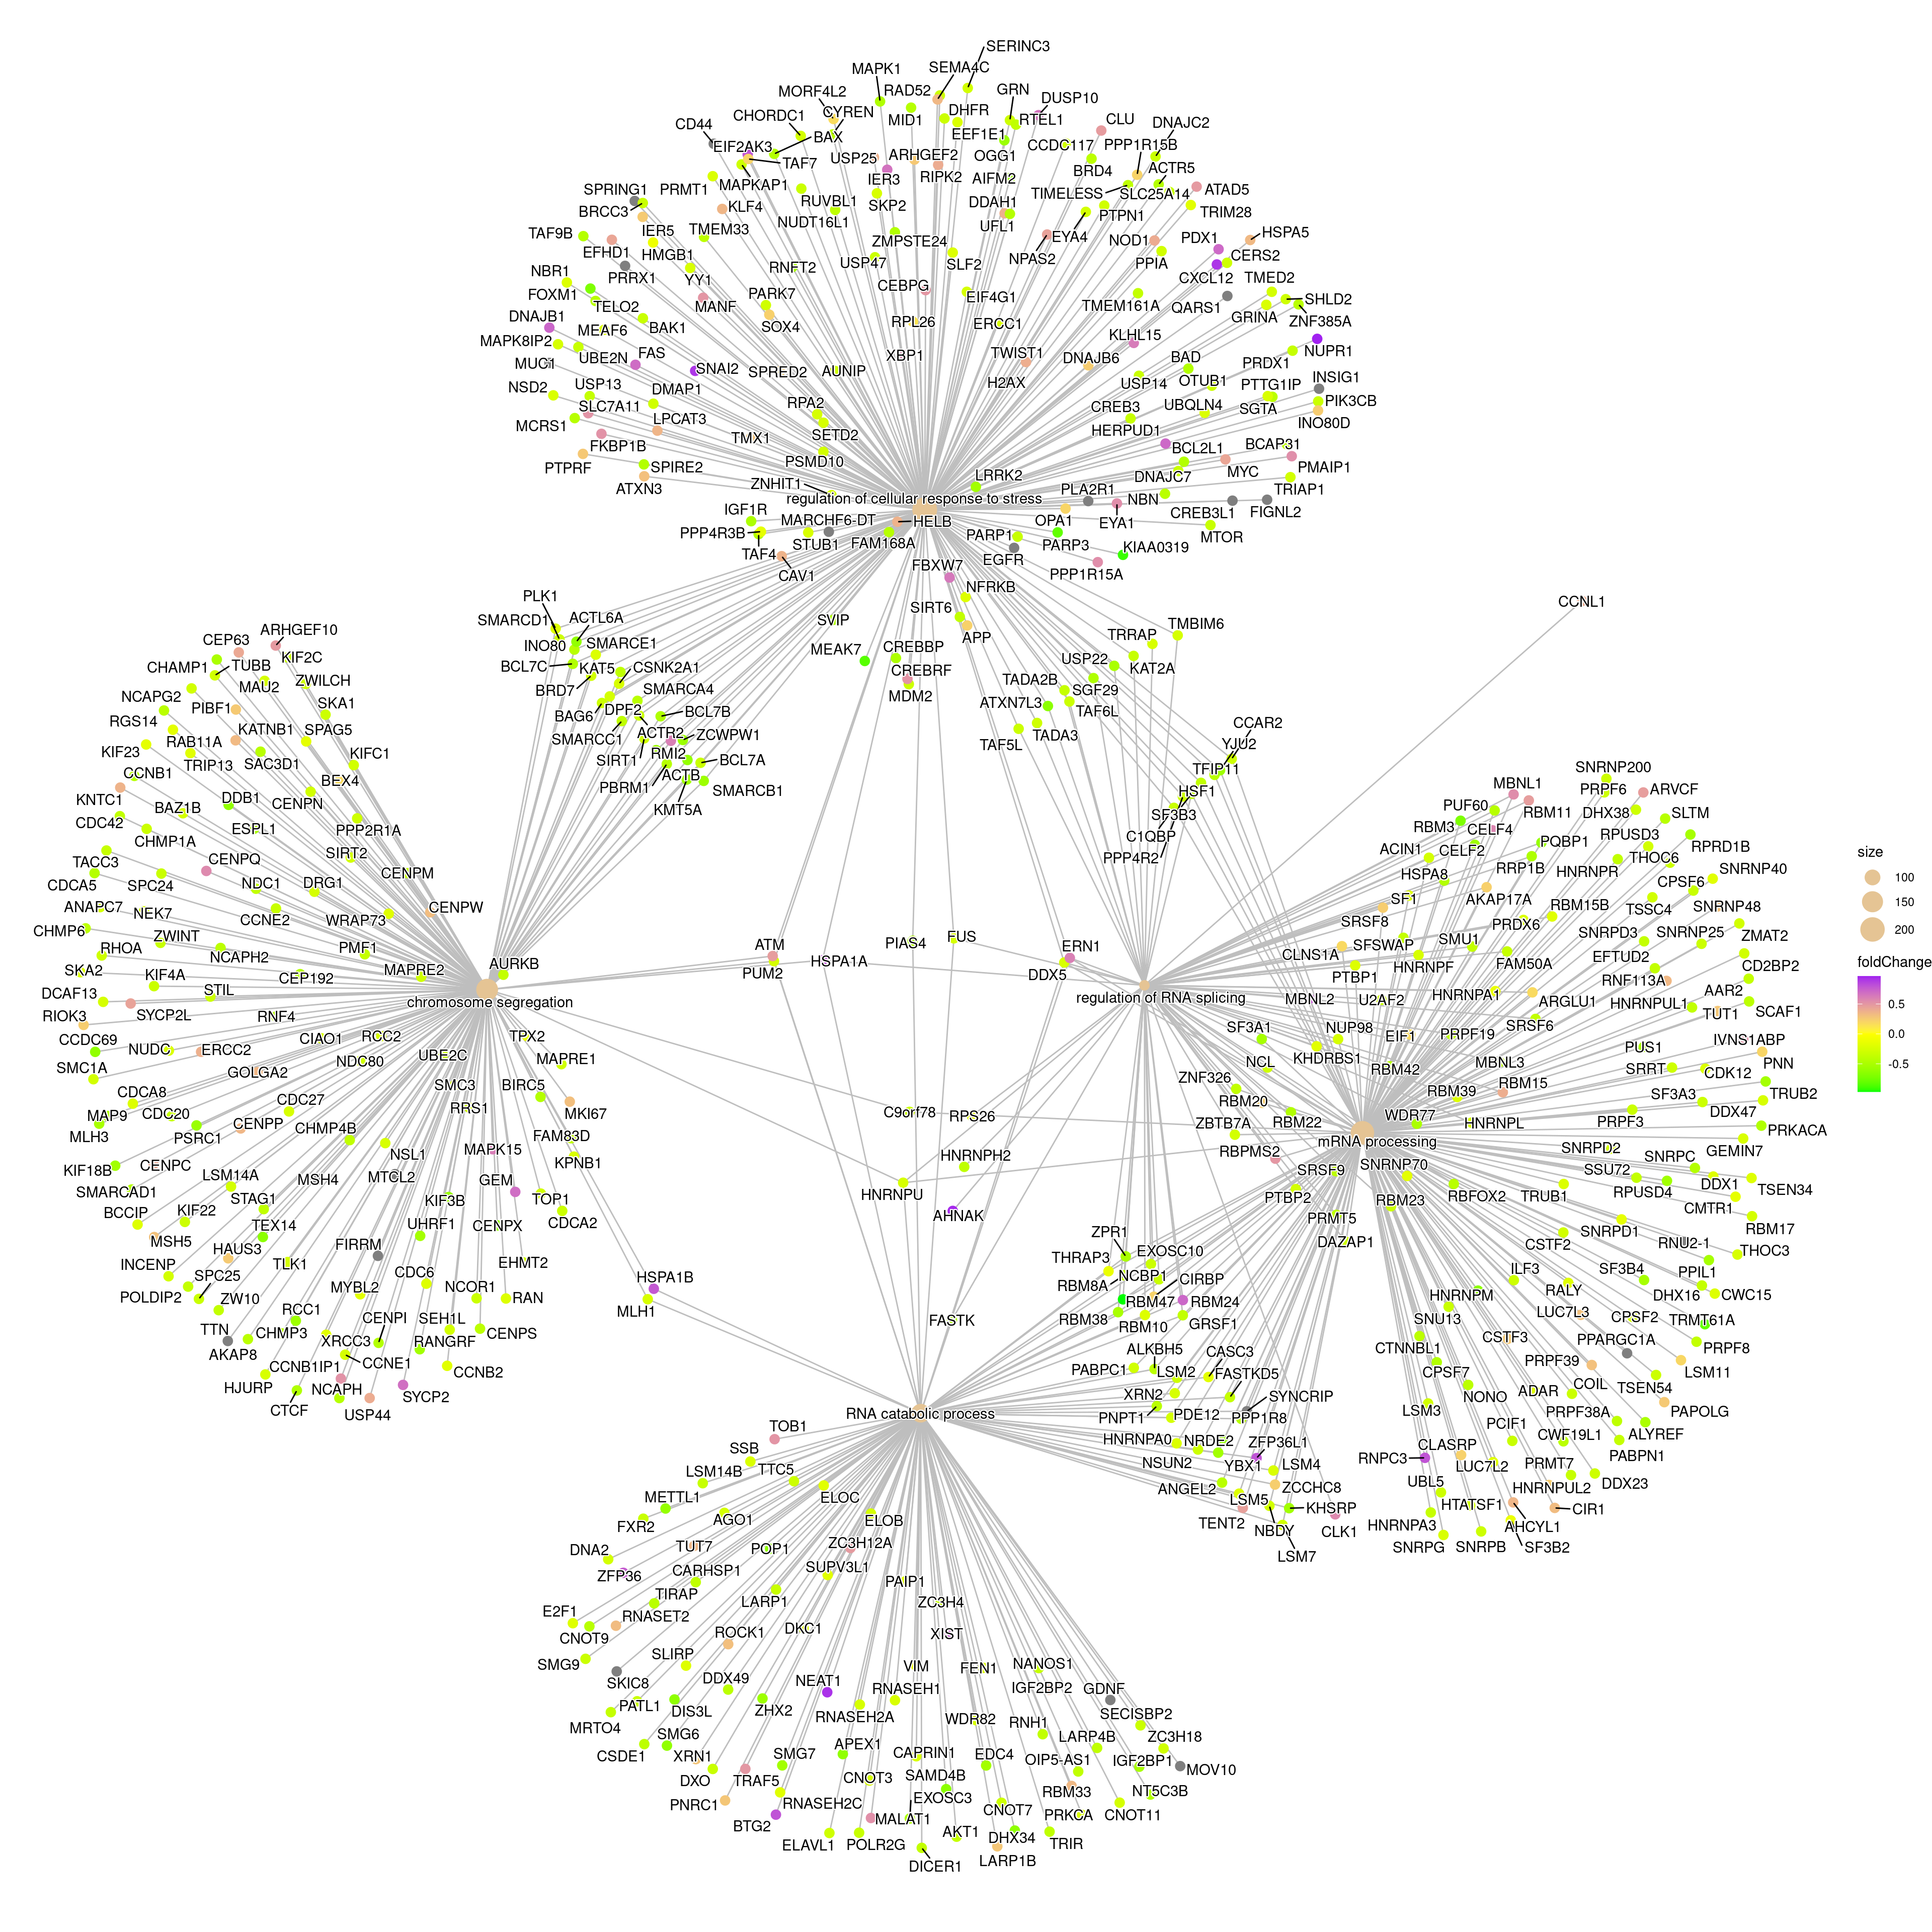 SERINC3
MAPK1
SEMA4C
MORF4L2
RAD52
GRN
DUSP10
CHORDC1
CYREN
MID1
DHFR
RTEL1
CLU
DNAJC2
CD44
EIF2AK3
BAX
EEF1E1
CCDC117
PPP1R15B
TAF7
USP25
ARHGEF2
OGG1
BRD4
ACTR5
SPRING1
PRMT1
MAPKAP1
IER3
RIPK2
AIFM2
TIMELESS
SLC25A14
ATAD5
BRCC3
KLF4
RUVBL1
SKP2
DDAH1
PTPN1
TRIM28
TAF9B
IER5
TMEM33
NUDT16L1
ZMPSTE24
UFL1
EYA4
NOD1
PDX1
HSPA5
EFHD1
HMGB1
NPAS2
PPIA
CERS2
NBR1
PRRX1
YY1
RNFT2
USP47
SLF2
CXCL12
TMED2
FOXM1
TELO2
MANF
PARK7
CEBPG
EIF4G1
TMEM161A
QARS1
SHLD2
DNAJB1
MEAF6
BAK1
SOX4
RPL26
ERCC1
GRINA
ZNF385A
MAPK8IP2
UBE2N
FAS
XBP1
TWIST1
DNAJB6
KLHL15
BAD
PRDX1
NUPR1
MUC1
SNAI2
SPRED2
AUNIP
H2AX
USP14
OTUB1
INSIG1
NSD2
USP13
DMAP1
RPA2
PTTG1IP
PIK3CB
SLC7A11
LPCAT3
CREB3
UBQLN4
SGTA
INO80D
MCRS1
TMX1
SETD2
HERPUD1
FKBP1B
BCL2L1
BCAP31
PTPRF
SPIRE2
PSMD10
LRRK2
DNAJC7
MYC
PMAIP1
ATXN3
ZNHIT1
PLA2R1
NBN
TRIAP1
regulation of cellular response to stress
IGF1R
MARCHF6-DT
HELB
OPA1
EYA1
CREB3L1
FIGNL2
PPP4R3B
STUB1
FAM168A
PARP1
PARP3
KIAA0319
MTOR
TAF4
EGFR
CAV1
FBXW7
PPP1R15A
NFRKB
PLK1
SIRT6
CCNL1
SMARCD1
ACTL6A
SVIP
APP
TRRAP
TMBIM6
ARHGEF10
CEP63
INO80
SMARCE1
MEAK7
CREBBP
USP22
KAT2A
KIF2C
CHAMP1
TUBB
BCL7C
KAT5
CSNK2A1
CREBRF
TADA2B
ZWILCH
NCAPG2
MAU2
BRD7
SMARCA4
MDM2
SGF29
SKA1
PIBF1
BAG6
DPF2
BCL7B
ATXN7L3
TAF6L
RGS14
KATNB1
SPAG5
SMARCC1
ACTR2
ZCWPW1
TADA3
CCAR2
KIF23
RAB11A
TAF5L
YJU2
TRIP13
SAC3D1
KIFC1
SIRT1
RMI2
BCL7A
TFIP11
CCNB1
BEX4
PBRM1
ACTB
SMARCB1
SNRNP200
KNTC1
BAZ1B
DDB1
CENPN
KMT5A
HSF1
MBNL1
PRPF6
ARVCF
CDC42
ESPL1
PPP2R1A
SF3B3
PUF60
RBM11
DHX38
SLTM
CHMP1A
SIRT2
C1QBP
RBM3
CELF4
RPUSD3
TACC3
CENPQ
CENPM
PPP4R2
ACIN1
CELF2
PQBP1
THOC6
RPRD1B
CDCA5
SPC24
NDC1
DRG1
HSPA8
RRP1B
HNRNPR
SNRNP40
ANAPC7
NEK7
CCNE2
WRAP73
CENPW
SF1
AKAP17A
CPSF6
CHMP6
ZWINT
SRSF8
RBM15B
TSSC4
SNRNP48
RHOA
NCAPH2
PMF1
AURKB
ATM
PIAS4
FUS
ERN1
SFSWAP
SMU1
PRDX6
SNRPD3
SNRNP25
ZMAT2
SKA2
KIF4A
CEP192
MAPRE2
PUM2
HSPA1A
DDX5
CLNS1A
HNRNPF
FAM50A
EFTUD2
CD2BP2
PTBP1
DCAF13
STIL
chromosome segregation
regulation of RNA splicing
MBNL2
U2AF2
HNRNPA1
ARGLU1
RNF113A
AAR2
RIOK3
SYCP2L
RNF4
HNRNPUL1
TUT1
SCAF1
CCDC69
NUDC
ERCC2
CIAO1
RCC2
TPX2
SF3A1
NUP98
EIF1
PRPF19
SRSF6
IVNS1ABP
SMC1A
GOLGA2
NDC80
UBE2C
MAPRE1
NCL
KHDRBS1
RBM42
MBNL3
PUS1
PNN
CDCA8
CDC27
SMC3
BIRC5
ZNF326
RBM39
RBM15
SRRT
CDK12
MAP9
CDC20
CENPP
RRS1
MKI67
C9orf78
RPS26
RBM20
RBM22
WDR77
HNRNPL
PRPF3
SF3A3
TRUB2
MLH3
PSRC1
CHMP4B
FAM83D
ZBTB7A
mRNA processing
DDX47
PRKACA
KIF18B
CENPC
NSL1
MAPK15
KPNB1
HNRNPH2
RBPMS2
SNRPD2
GEMIN7
SMARCAD1
LSM14A
MSH4
MTCL2
GEM
HNRNPU
SRSF9
SNRNP70
SNRPC
BCCIP
STAG1
KIF3B
TOP1
PTBP2
RBM23
RBFOX2
TRUB1
SSU72
RPUSD4
DDX1
TSEN34
KIF22
TEX14
UHRF1
CENPX
CDCA2
AHNAK
PRMT5
CMTR1
MSH5
HAUS3
FIRRM
ZPR1
DAZAP1
SNRPD1
RBM17
INCENP
TLK1
EHMT2
THRAP3
EXOSC10
CSTF2
RNU2-1
THOC3
SPC25
CDC6
NCOR1
HSPA1B
RBM8A
NCBP1
CIRBP
ILF3
SF3B4
PPIL1
POLDIP2
ZW10
MYBL2
RAN
RBM47
RBM24
HNRNPM
RALY
DHX16
CWC15
RCC1
CENPI
SEH1L
MLH1
FASTK
RBM38
RBM10
GRSF1
SNU13
LUC7L3
CPSF2
TRMT61A
TTN
CHMP3
XRCC3
RANGRF
CENPS
ALKBH5
CASC3
CTNNBL1
CSTF3
PPARGC1A
PRPF8
AKAP8
CCNB1IP1
CCNE1
CCNB2
PABPC1
LSM2
FASTKD5
CPSF7
PRPF39
LSM11
HJURP
NCAPH
SYCP2
XRN2
SYNCRIP
NONO
ADAR
COIL
TSEN54
CTCF
USP44
RNA catabolic process
PNPT1
PDE12
PPP1R8
LSM3
PCIF1
PRPF38A
PAPOLG
TOB1
HNRNPA0
NRDE2
ZFP36L1
CLASRP
CWF19L1
ALYREF
SSB
NSUN2
YBX1
LSM4
RNPC3
LUC7L2
PRMT7
PABPN1
LSM14B
TTC5
ANGEL2
ZCCHC8
UBL5
HNRNPUL2
DDX23
METTL1
ELOC
LSM5
KHSRP
HTATSF1
CIR1
FXR2
AGO1
ELOB
TENT2
NBDY
CLK1
HNRNPA3
AHCYL1
DNA2
TUT7
POP1
ZC3H12A
LSM7
SNRPG
SNRPB
SF3B2
ZFP36
CARHSP1
SUPV3L1
PAIP1
TIRAP
LARP1
ZC3H4
E2F1
RNASET2
CNOT9
ROCK1
DKC1
XIST
SMG9
SLIRP
VIM
FEN1
NANOS1
SKIC8
DDX49
NEAT1
RNASEH1
IGF2BP2
GDNF
PATL1
DIS3L
ZHX2
RNASEH2A
WDR82
RNH1
SECISBP2
MRTO4
SMG6
APEX1
LARP4B
ZC3H18
CSDE1
XRN1
SMG7
CAPRIN1
EDC4
OIP5-AS1
IGF2BP1
MOV10
DXO
TRAF5
CNOT3
SAMD4B
RBM33
NT5C3B
PNRC1
RNASEH2C
EXOSC3
CNOT7
PRKCA
CNOT11
BTG2
MALAT1
AKT1
DHX34
TRIR
ELAVL1
POLR2G
DICER1
LARP1B
size
100
150
200
foldChange
0.5
0.0
-0.5